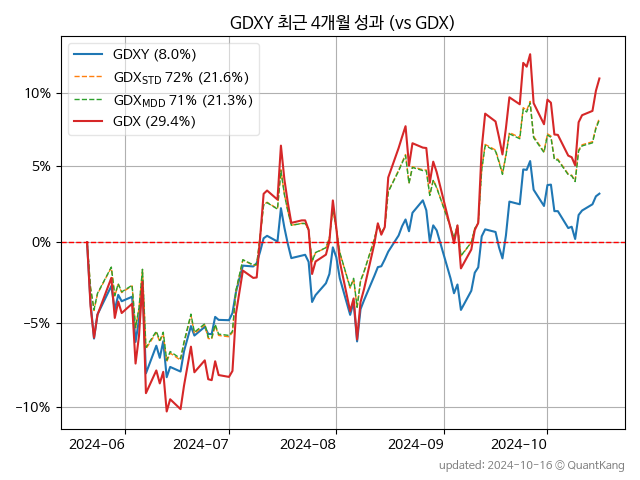 GDXY 최근 4개월 성과 (vs GDX)
GDXY (8.0%)
GDX_STD 72% (21.6%)
GDX_MDD 71% (21.3%)
GDX (29.4%)
10%
5%
0%
−5%
−10%
2024-06 2024-07 2024-08 2024-09 2024-10
updated: 2024-10-16 © QuantKang